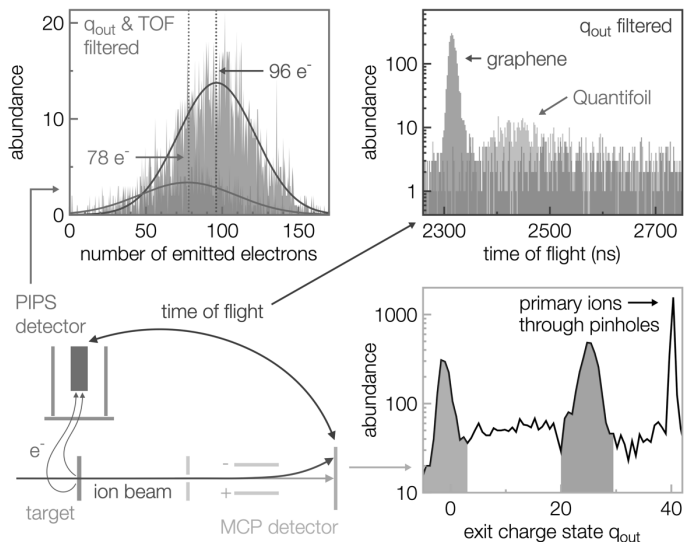 20
10
0
abundance
q_out & TOF
filtered
96 e⁻
78 e⁻
0 50 100 150
number of emitted electrons
100
10
1
abundance
q_out filtered
graphene
Quantifoil
2300 2500 2700
time of flight (ns)
PIPS
detector
time of flight
e⁻
target
ion beam
-
+
MCP detector
1000
100
10
abundance
primary ions
through pinholes
0 20 40
exit charge state q_out